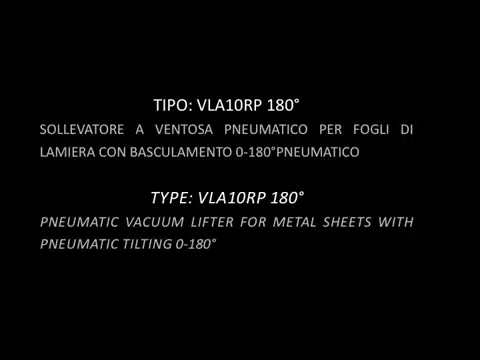 TIPO: VLA10RP 180°
SOLLEVATORE A VENTOSA PNEUMATICO PER FOGLI DI
LAMIERA CON BASCULAMENTO 0-180°PNEUMATICO
TYPE: VLA10RP 180°
PNEUMATIC VACUUM LIFTER FOR METAL SHEETS WITH
PNEUMATIC TILTING 0-180°